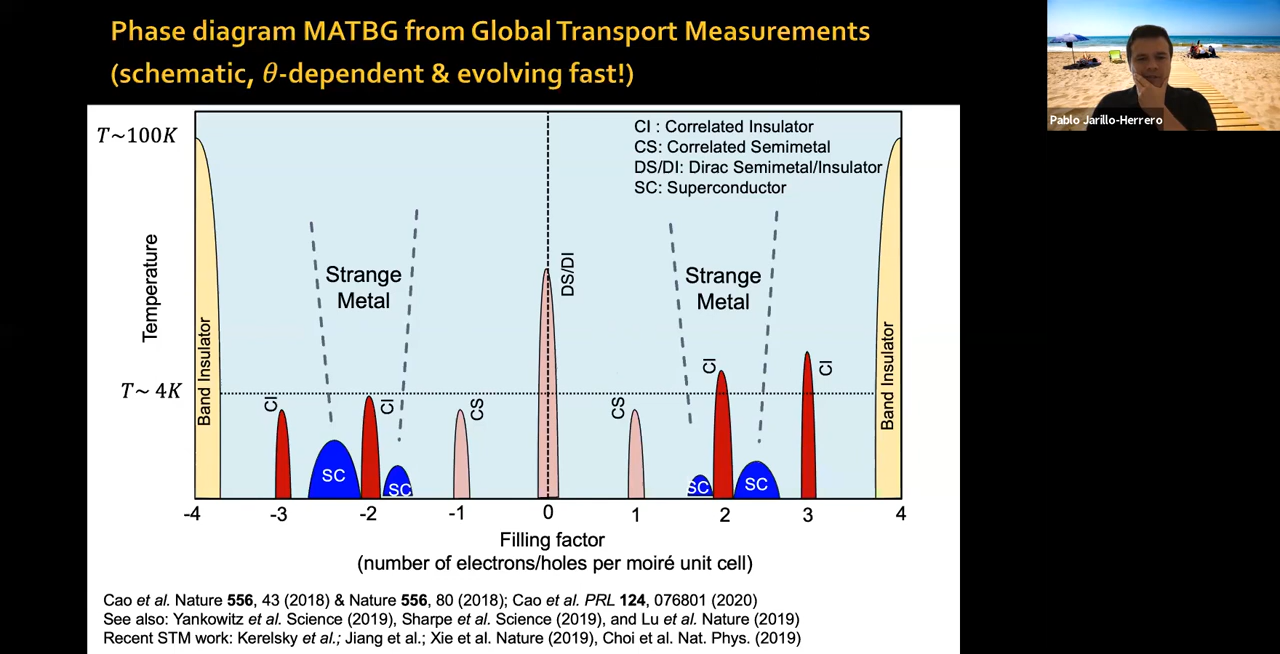 Phase diagram MATBG from Global Transport Measurements
(schematic, θ-dependent & evolving fast!)
Pablo Jarillo-Herrero
T~100K
CI : Correlated Insulator
CS: Correlated Semimetal
DS/DI: Dirac Semimetal/Insulator
SC: Superconductor
Temperature
Strange
Metal
DS/DI
Strange
Metal
T~ 4K
Band Insulator
CI
CI
CS
CS
CI
CI
Band Insulator
SC
SC
SC
SC
-4 -3 -2 -1 0 1 2 3 4
Filling factor
(number of electrons/holes per moiré unit cell)
Cao et al. Nature 556, 43 (2018) & Nature 556, 80 (2018); Cao et al. PRL 124, 076801 (2020)
See also: Yankowitz et al. Science (2019), Sharpe et al. Science (2019), and Lu et al. Nature (2019)
Recent STM work: Kerelsky et al.; Jiang et al.; Xie et al. Nature (2019), Choi et al. Nat. Phys. (2019)